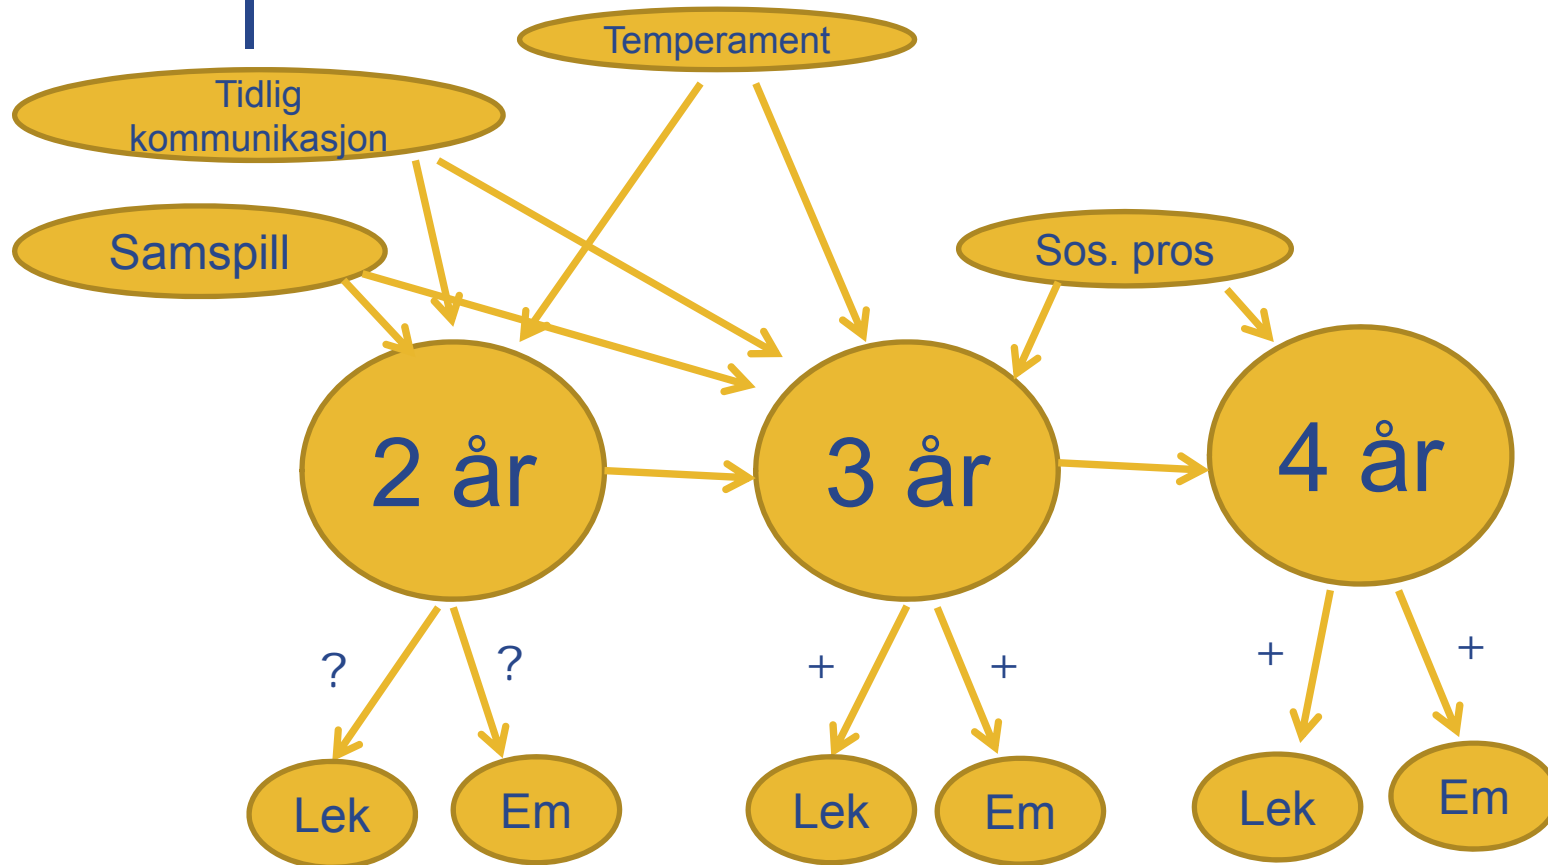 Temperament
Tidlig
kommunikasjon
Samspill
Sos. pros
2 år
3 år
4 år
?
?
+
+
+
+
Lek
Em
Lek
Em
Lek
Em